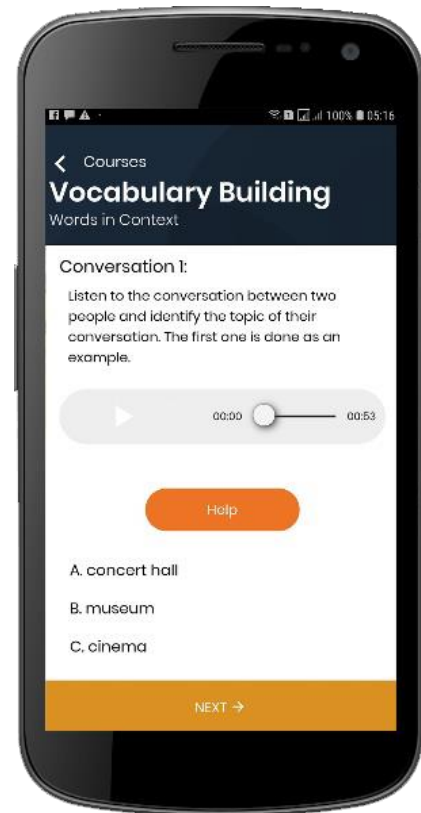 100% 05:16
Courses
Vocabulary Building
Words in Context
Conversation 1:
Listen to the conversation between two
people and identify the topic of their
conversation. The first one is done as an
example.
00:00 00:53
Help
A. concert hall
B. museum
C. cinema
NEXT →